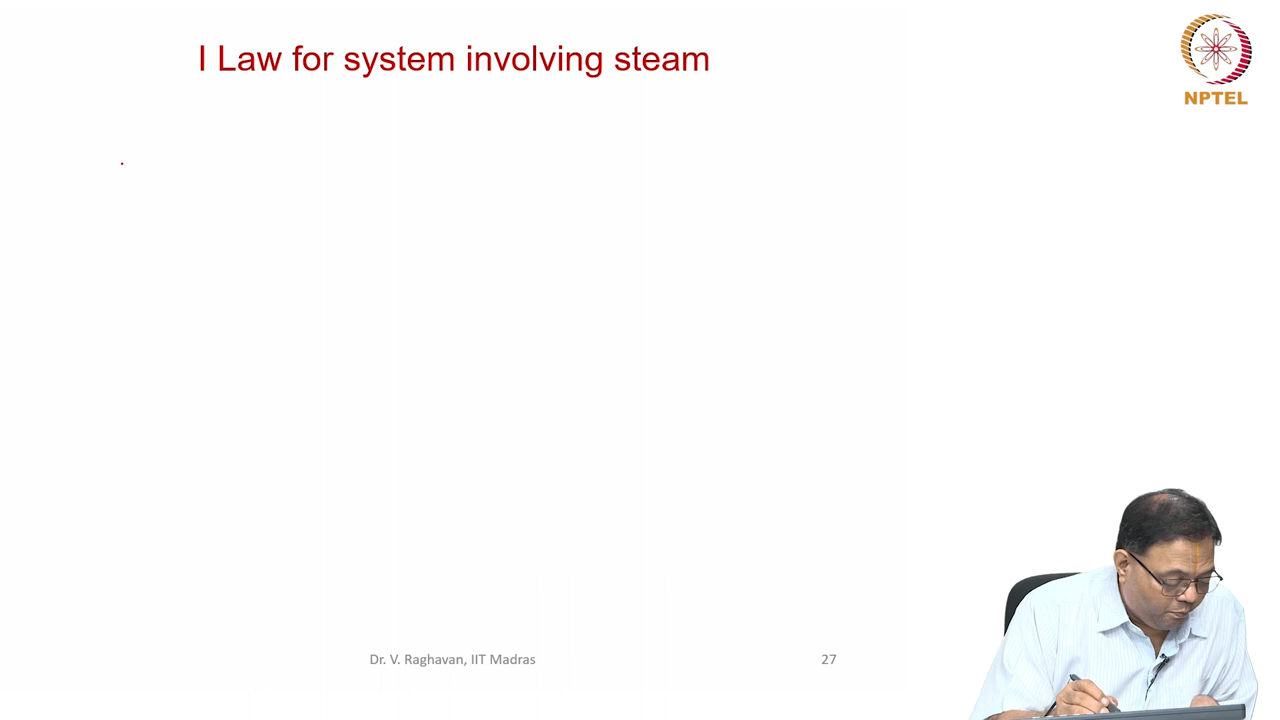 I Law for system involving steam
NPTEL
Dr. V. Raghavan, IIT Madras
27